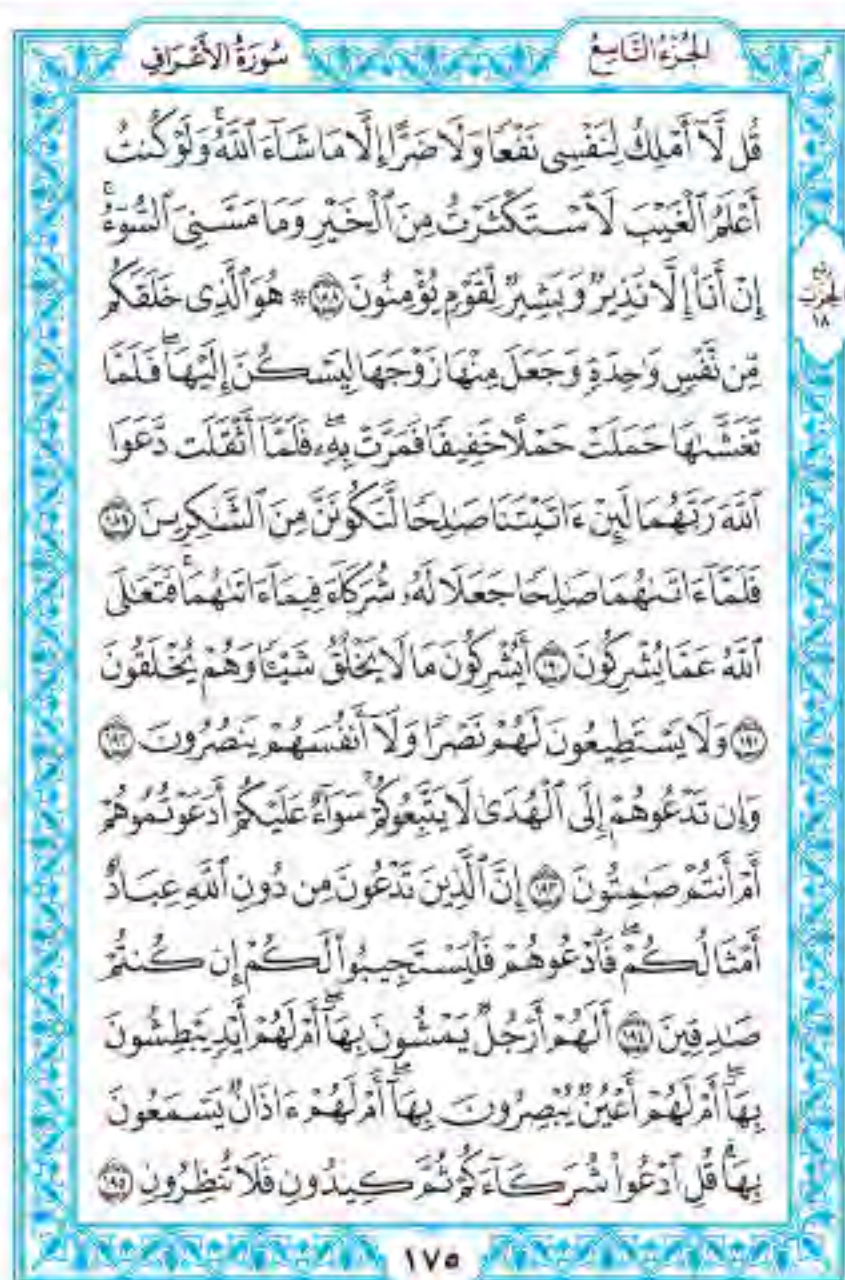 الجُزْءُ التَّاسِعُ
سُورَةُ الأَعْرَافِ
قُل لَّآ أَمْلِكُ لِنَفْسِى نَفْعًا وَلَا ضَرًّا إِلَّا مَا شَآءَ ٱللَّهُۚ وَلَوْ كُنتُ
أَعْلَمُ ٱلْغَيْبَ لَٱسْتَكْثَرْتُ مِنَ ٱلْخَيْرِ وَمَا مَسَّنِىَ ٱلسُّوٓءُۚ
إِنْ أَنَا۠ إِلَّا نَذِيرٌ وَبَشِيرٌ لِّقَوْمٍ يُؤْمِنُونَ ١٨٨ ۞ هُوَ ٱلَّذِى خَلَقَكُم
مِّن نَّفْسٍ وَٰحِدَةٍ وَجَعَلَ مِنْهَا زَوْجَهَا لِيَسْكُنَ إِلَيْهَاۖ فَلَمَّا
تَغَشَّىٰهَا حَمَلَتْ حَمْلًا خَفِيفًا فَمَرَّتْ بِهِۦۖ فَلَمَّآ أَثْقَلَت دَّعَوَا
ٱللَّهَ رَبَّهُمَا لَئِنْ ءَاتَيْتَنَا صَٰلِحًا لَّنَكُونَنَّ مِنَ ٱلشَّٰكِرِينَ ١٨٩
فَلَمَّآ ءَاتَىٰهُمَا صَٰلِحًا جَعَلَا لَهُۥ شُرَكَآءَ فِيمَآ ءَاتَىٰهُمَاۚ فَتَعَٰلَى
ٱللَّهُ عَمَّا يُشْرِكُونَ ١٩٠ أَيُشْرِكُونَ مَا لَا يَخْلُقُ شَيْـًٔا وَهُمْ يُخْلَقُونَ
١٩١ وَلَا يَسْتَطِيعُونَ لَهُمْ نَصْرًا وَلَآ أَنفُسَهُمْ يَنصُرُونَ ١٩٢
وَإِن تَدْعُوهُمْ إِلَى ٱلْهُدَىٰ لَا يَتَّبِعُوكُمْۚ سَوَآءٌ عَلَيْكُمْ أَدَعَوْتُمُوهُمْ
أَمْ أَنتُمْ صَٰمِتُونَ ١٩٣ إِنَّ ٱلَّذِينَ تَدْعُونَ مِن دُونِ ٱللَّهِ عِبَادٌ
أَمْثَالُكُمْۖ فَٱدْعُوهُمْ فَلْيَسْتَجِيبُوا۟ لَكُمْ إِن كُنتُمْ
صَٰدِقِينَ ١٩٤ أَلَهُمْ أَرْجُلٌ يَمْشُونَ بِهَآۖ أَمْ لَهُمْ أَيْدٍ يَبْطِشُونَ
بِهَآۖ أَمْ لَهُمْ أَعْيُنٌ يُبْصِرُونَ بِهَآۖ أَمْ لَهُمْ ءَاذَانٌ يَسْمَعُونَ
بِهَاۗ قُلِ ٱدْعُوا۟ شُرَكَآءَكُمْ ثُمَّ كِيدُونِ فَلَا تُنظِرُونِ ١٩٥
ربع
الحزب
١٨
١٧٥